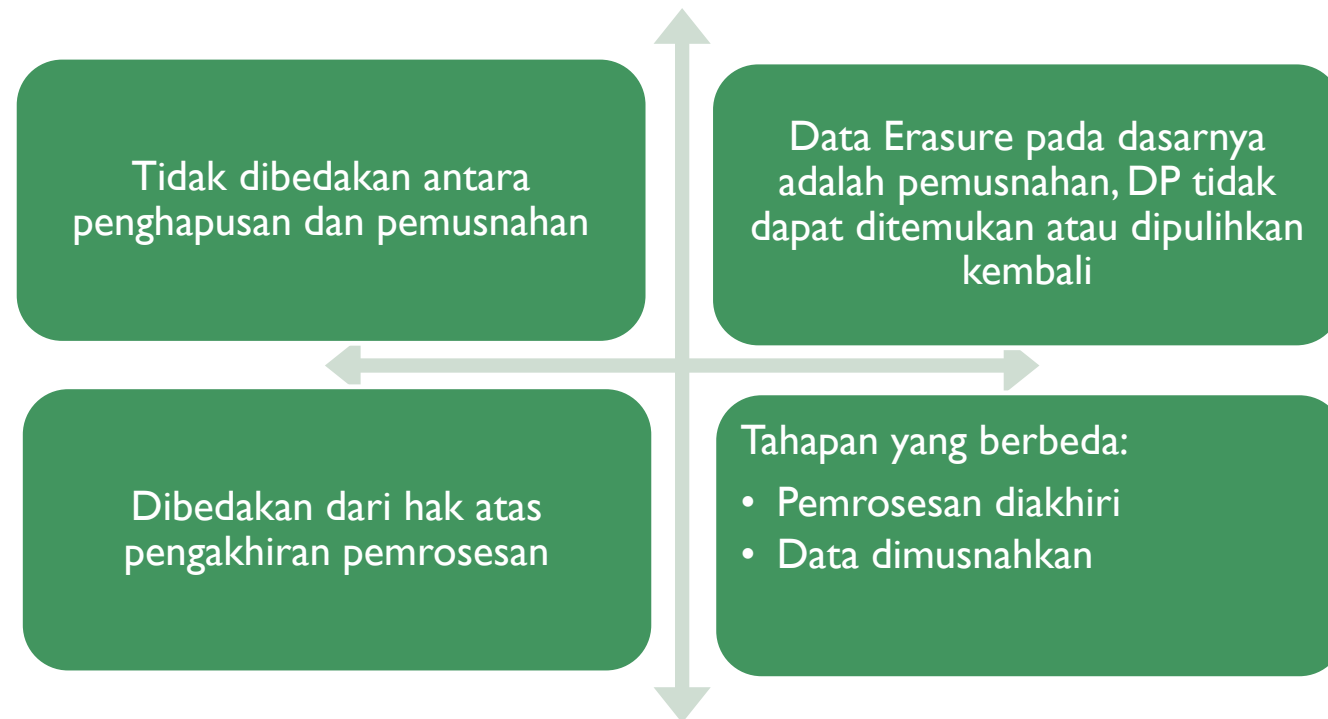 Tidak dibedakan antara
penghapusan dan pemusnahan
Data Erasure pada dasarnya
adalah pemusnahan, DP tidak
dapat ditemukan atau dipulihkan
kembali
Dibedakan dari hak atas
pengakhiran pemrosesan
Tahapan yang berbeda:
• Pemrosesan diakhiri
• Data dimusnahkan